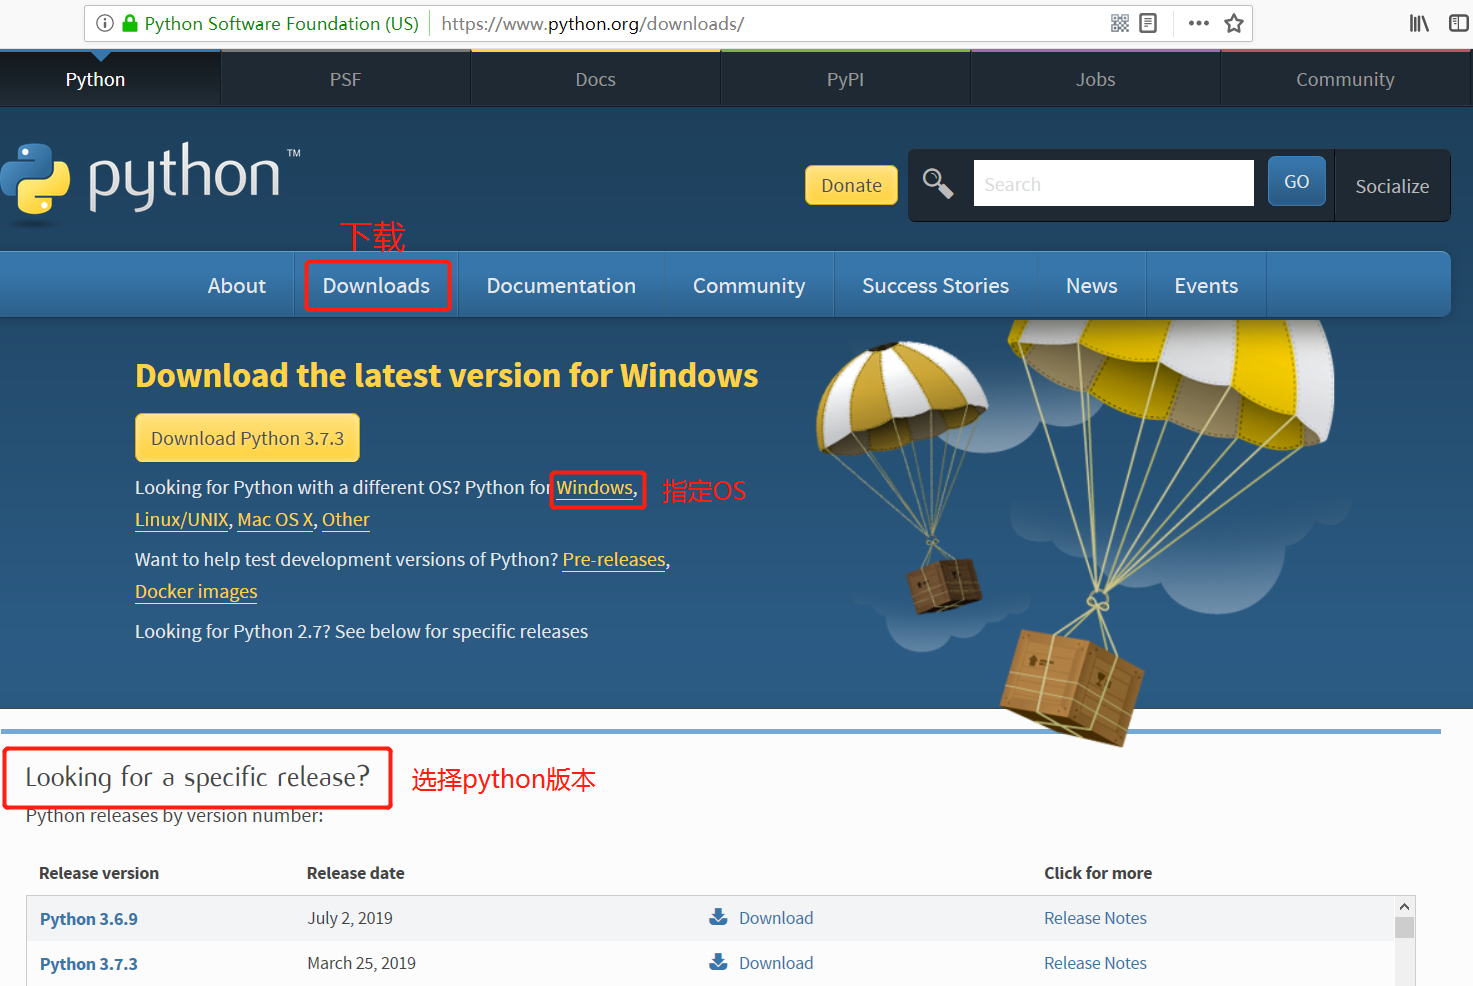 Python Software Foundation (US) https://www.python.org/downloads/
Python PSF Docs PyPI Jobs Community
python™
Donate Search GO Socialize
下载
About Downloads Documentation Community Success Stories News Events
Download the latest version for Windows
Download Python 3.7.3
Looking for Python with a different OS? Python for Windows, 指定OS
Linux/UNIX, Mac OS X, Other
Want to help test development versions of Python? Pre-releases,
Docker images
Looking for Python 2.7? See below for specific releases
Looking for a specific release? 选择python版本
Python releases by version number:
Release version Release date Click for more
Python 3.6.9 July 2, 2019 Download Release Notes
Python 3.7.3 March 25, 2019 Download Release Notes